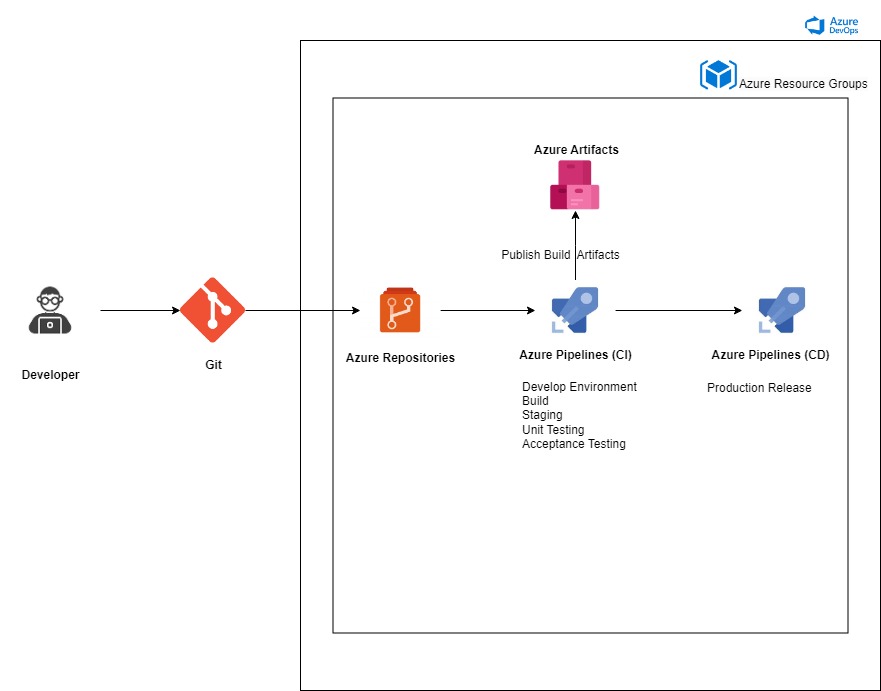 Azure
DevOps
Azure Resource Groups
Azure Artifacts
Publish Build Artifacts
Developer
Git
Azure Repositories
Azure Pipelines (CI)
Develop Environment
Build
Staging
Unit Testing
Acceptance Testing
Azure Pipelines (CD)
Production Release